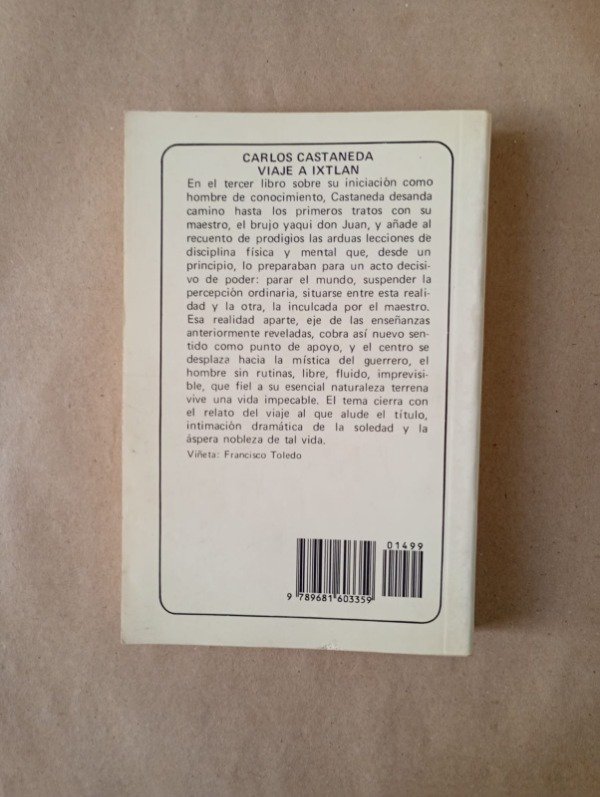 CARLOS CASTANEDA
VIAJE A IXTLAN
En el tercer libro sobre su iniciación como
hombre de conocimiento, Castaneda desanda
camino hasta los primeros tratos con su
maestro, el brujo yaqui don Juan, y añade al
recuento de prodigios las arduas lecciones de
disciplina física y mental que, desde un
principio, lo preparaban para un acto decisi-
vo de poder: parar el mundo, suspender la
percepción ordinaria, situarse entre esta reali-
dad y la otra, la inculcada por el maestro.
Esa realidad aparte, eje de las enseñanzas
anteriormente reveladas, cobra así nuevo sen-
tido como punto de apoyo, y el centro se
desplaza hacia la mística del guerrero, el
hombre sin rutinas, libre, fluido, imprevisi-
ble, que fiel a su esencial naturaleza terrena
vive una vida impecable. El tema cierra con
el relato del viaje al que alude el título,
intimación dramática de la soledad y la
áspera nobleza de tal vida.
Viñeta: Francisco Toledo
01499
9 789681 603359